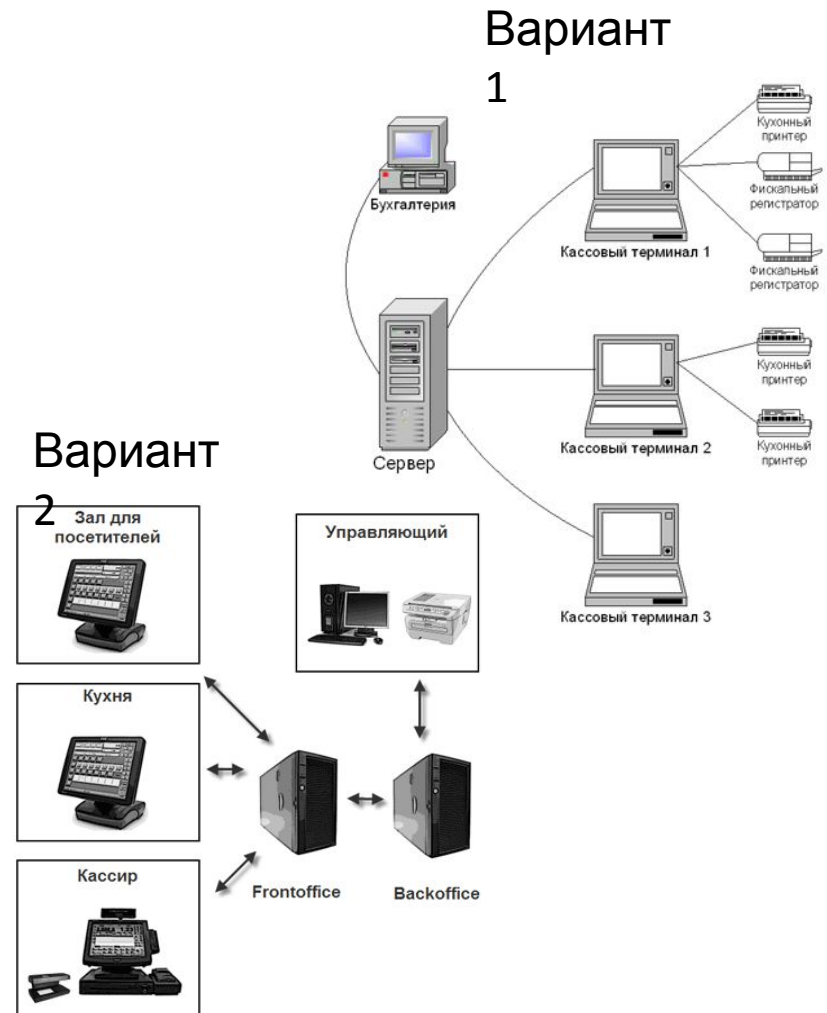 Вариант
1
Бухгалтерия
Сервер
Кассовый терминал 1
Кухонный
принтер
Фискальный
регистратор
Фискальный
регистратор
Кассовый терминал 2
Кухонный
принтер
Кухонный
принтер
Кассовый терминал 3
Вариант
2
Зал для
посетителей
Кухня
Кассир
Управляющий
Frontoffice
Backoffice